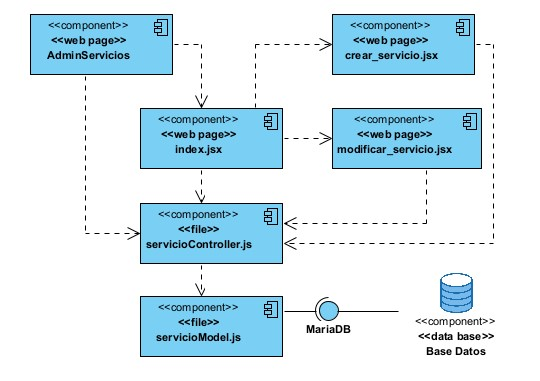 <<component>>
<<web page>>
AdminServicios
<<component>>
<<web page>>
crear_servicio.jsx
<<component>>
<<web page>>
index.jsx
<<component>>
<<web page>>
modificar_servicio.jsx
<<component>>
<<file>>
servicioController.js
<<component>>
<<file>>
servicioModel.js
MariaDB
<<component>>
<<data base>>
Base Datos